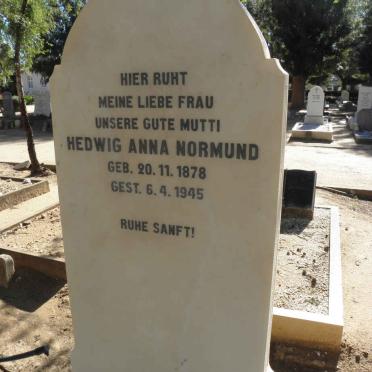 HIER RUHT
MEINE LIEBE FRAU
UNSERE GUTE MUTTI
HEDWIG ANNA NORMUND
GEB. 20. 11. 1878
GEST. 6. 4. 1945
RUHE SANFT!